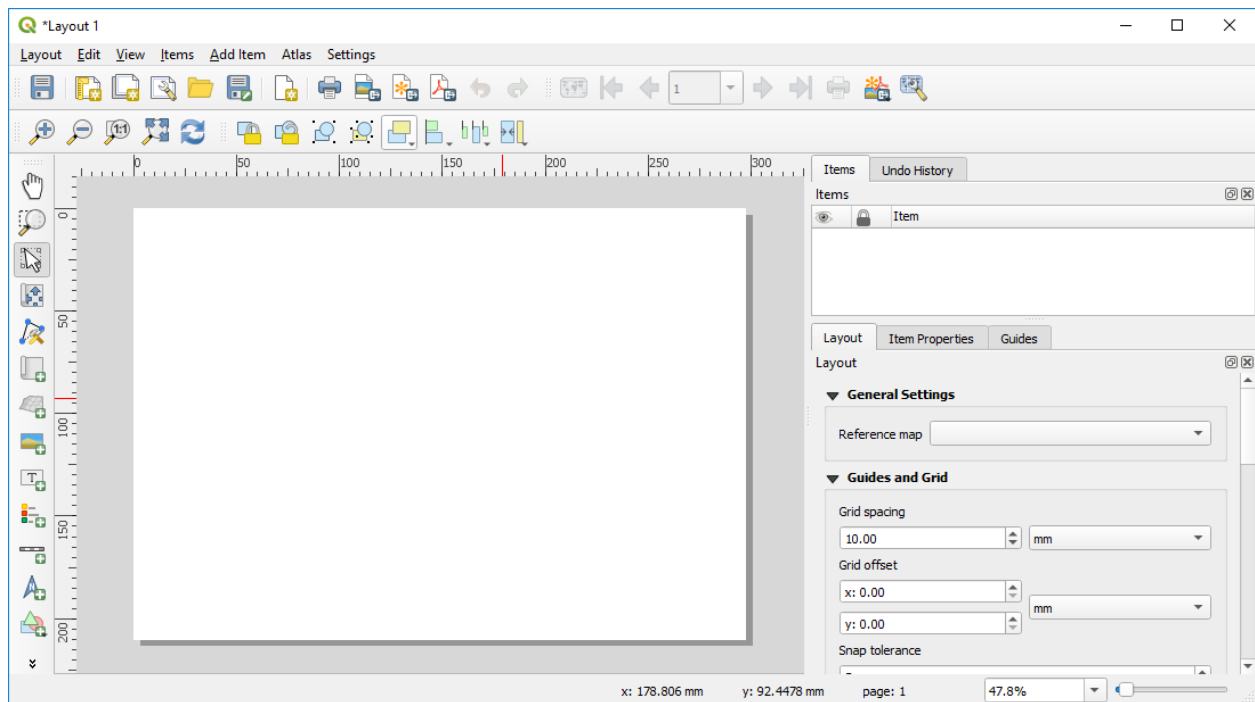 *Layout 1
Layout Edit View Items Add Item Atlas Settings
1
1:1
0 50 100 150 200 250 300
0
50
100
150
200
Items Undo History
Items
Item
Layout Item Properties Guides
Layout
General Settings
Reference map
Guides and Grid
Grid spacing
10.00 mm
Grid offset
x: 0.00
mm
y: 0.00
Snap tolerance
x: 178.806 mm y: 92.4478 mm page: 1 47.8%